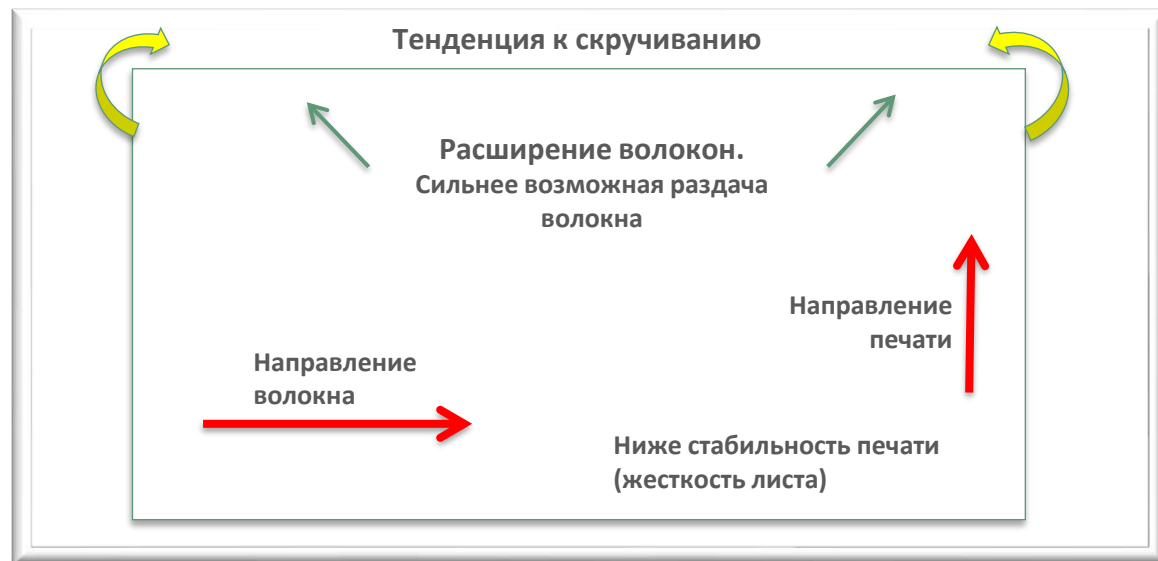 Тенденция к скручиванию
Расширение волокон.
Сильнее возможная раздача
волокна
Направление
печати
Направление
волокна
Ниже стабильность печати
(жесткость листа)